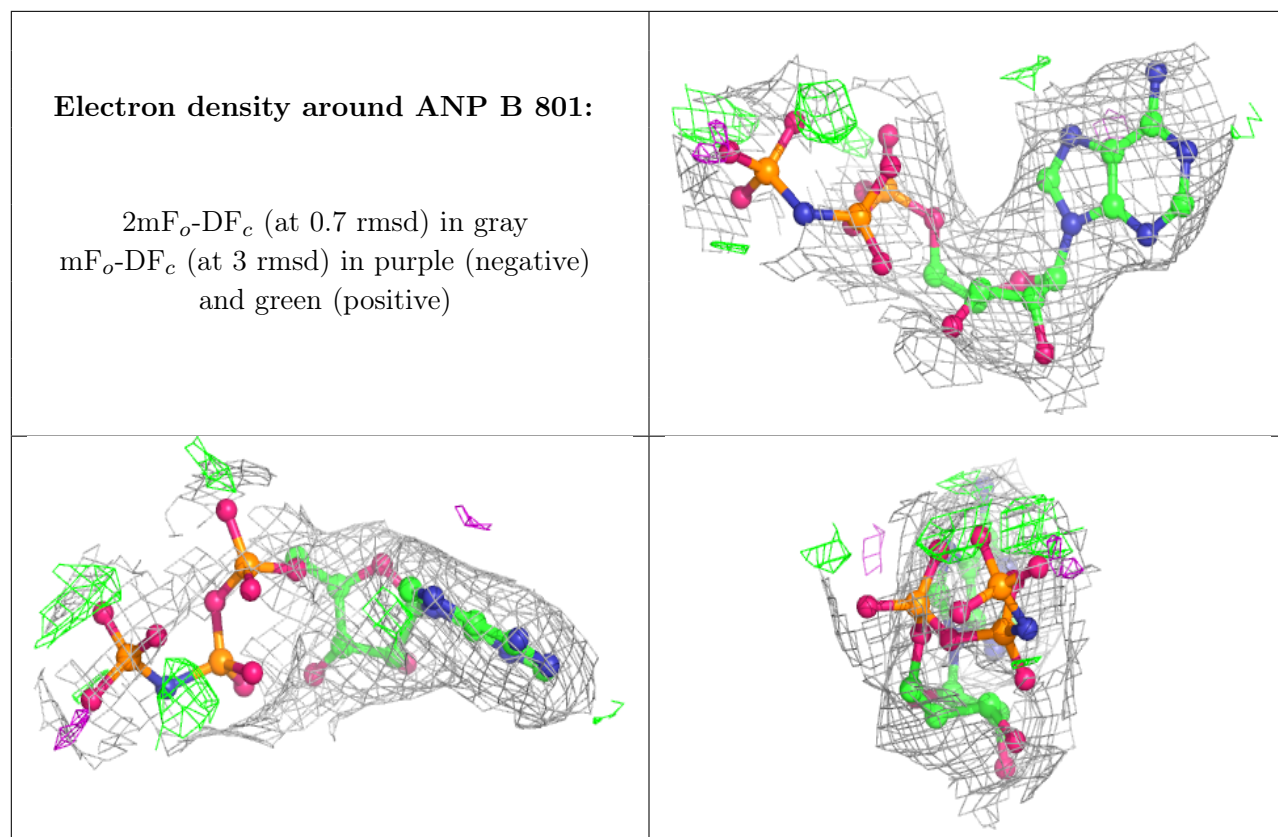 Electron density around ANP B 801:
2mFo-DFc (at 0.7 rmsd) in gray
mFo-DFc (at 3 rmsd) in purple (negative)
and green (positive)